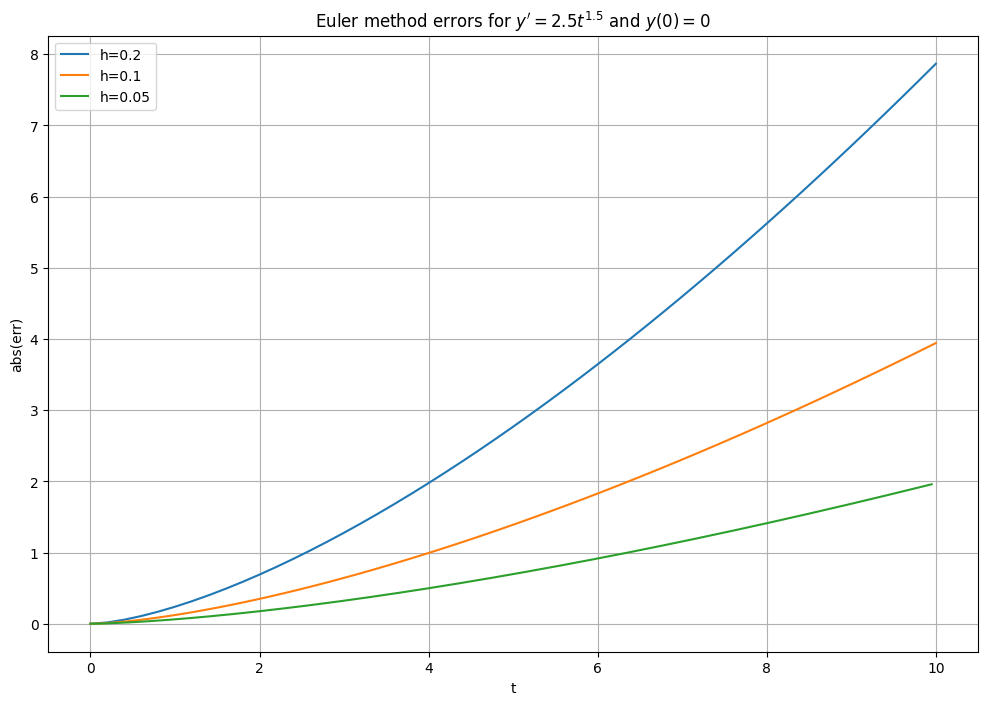 Euler method errors for $y' = 2.5t^{1.5}$ and $y(0) = 0$
h=0.2
h=0.1
h=0.05
8
7
6
5
4
3
2
1
0
abs(err)
0 2 4 6 8 10
t